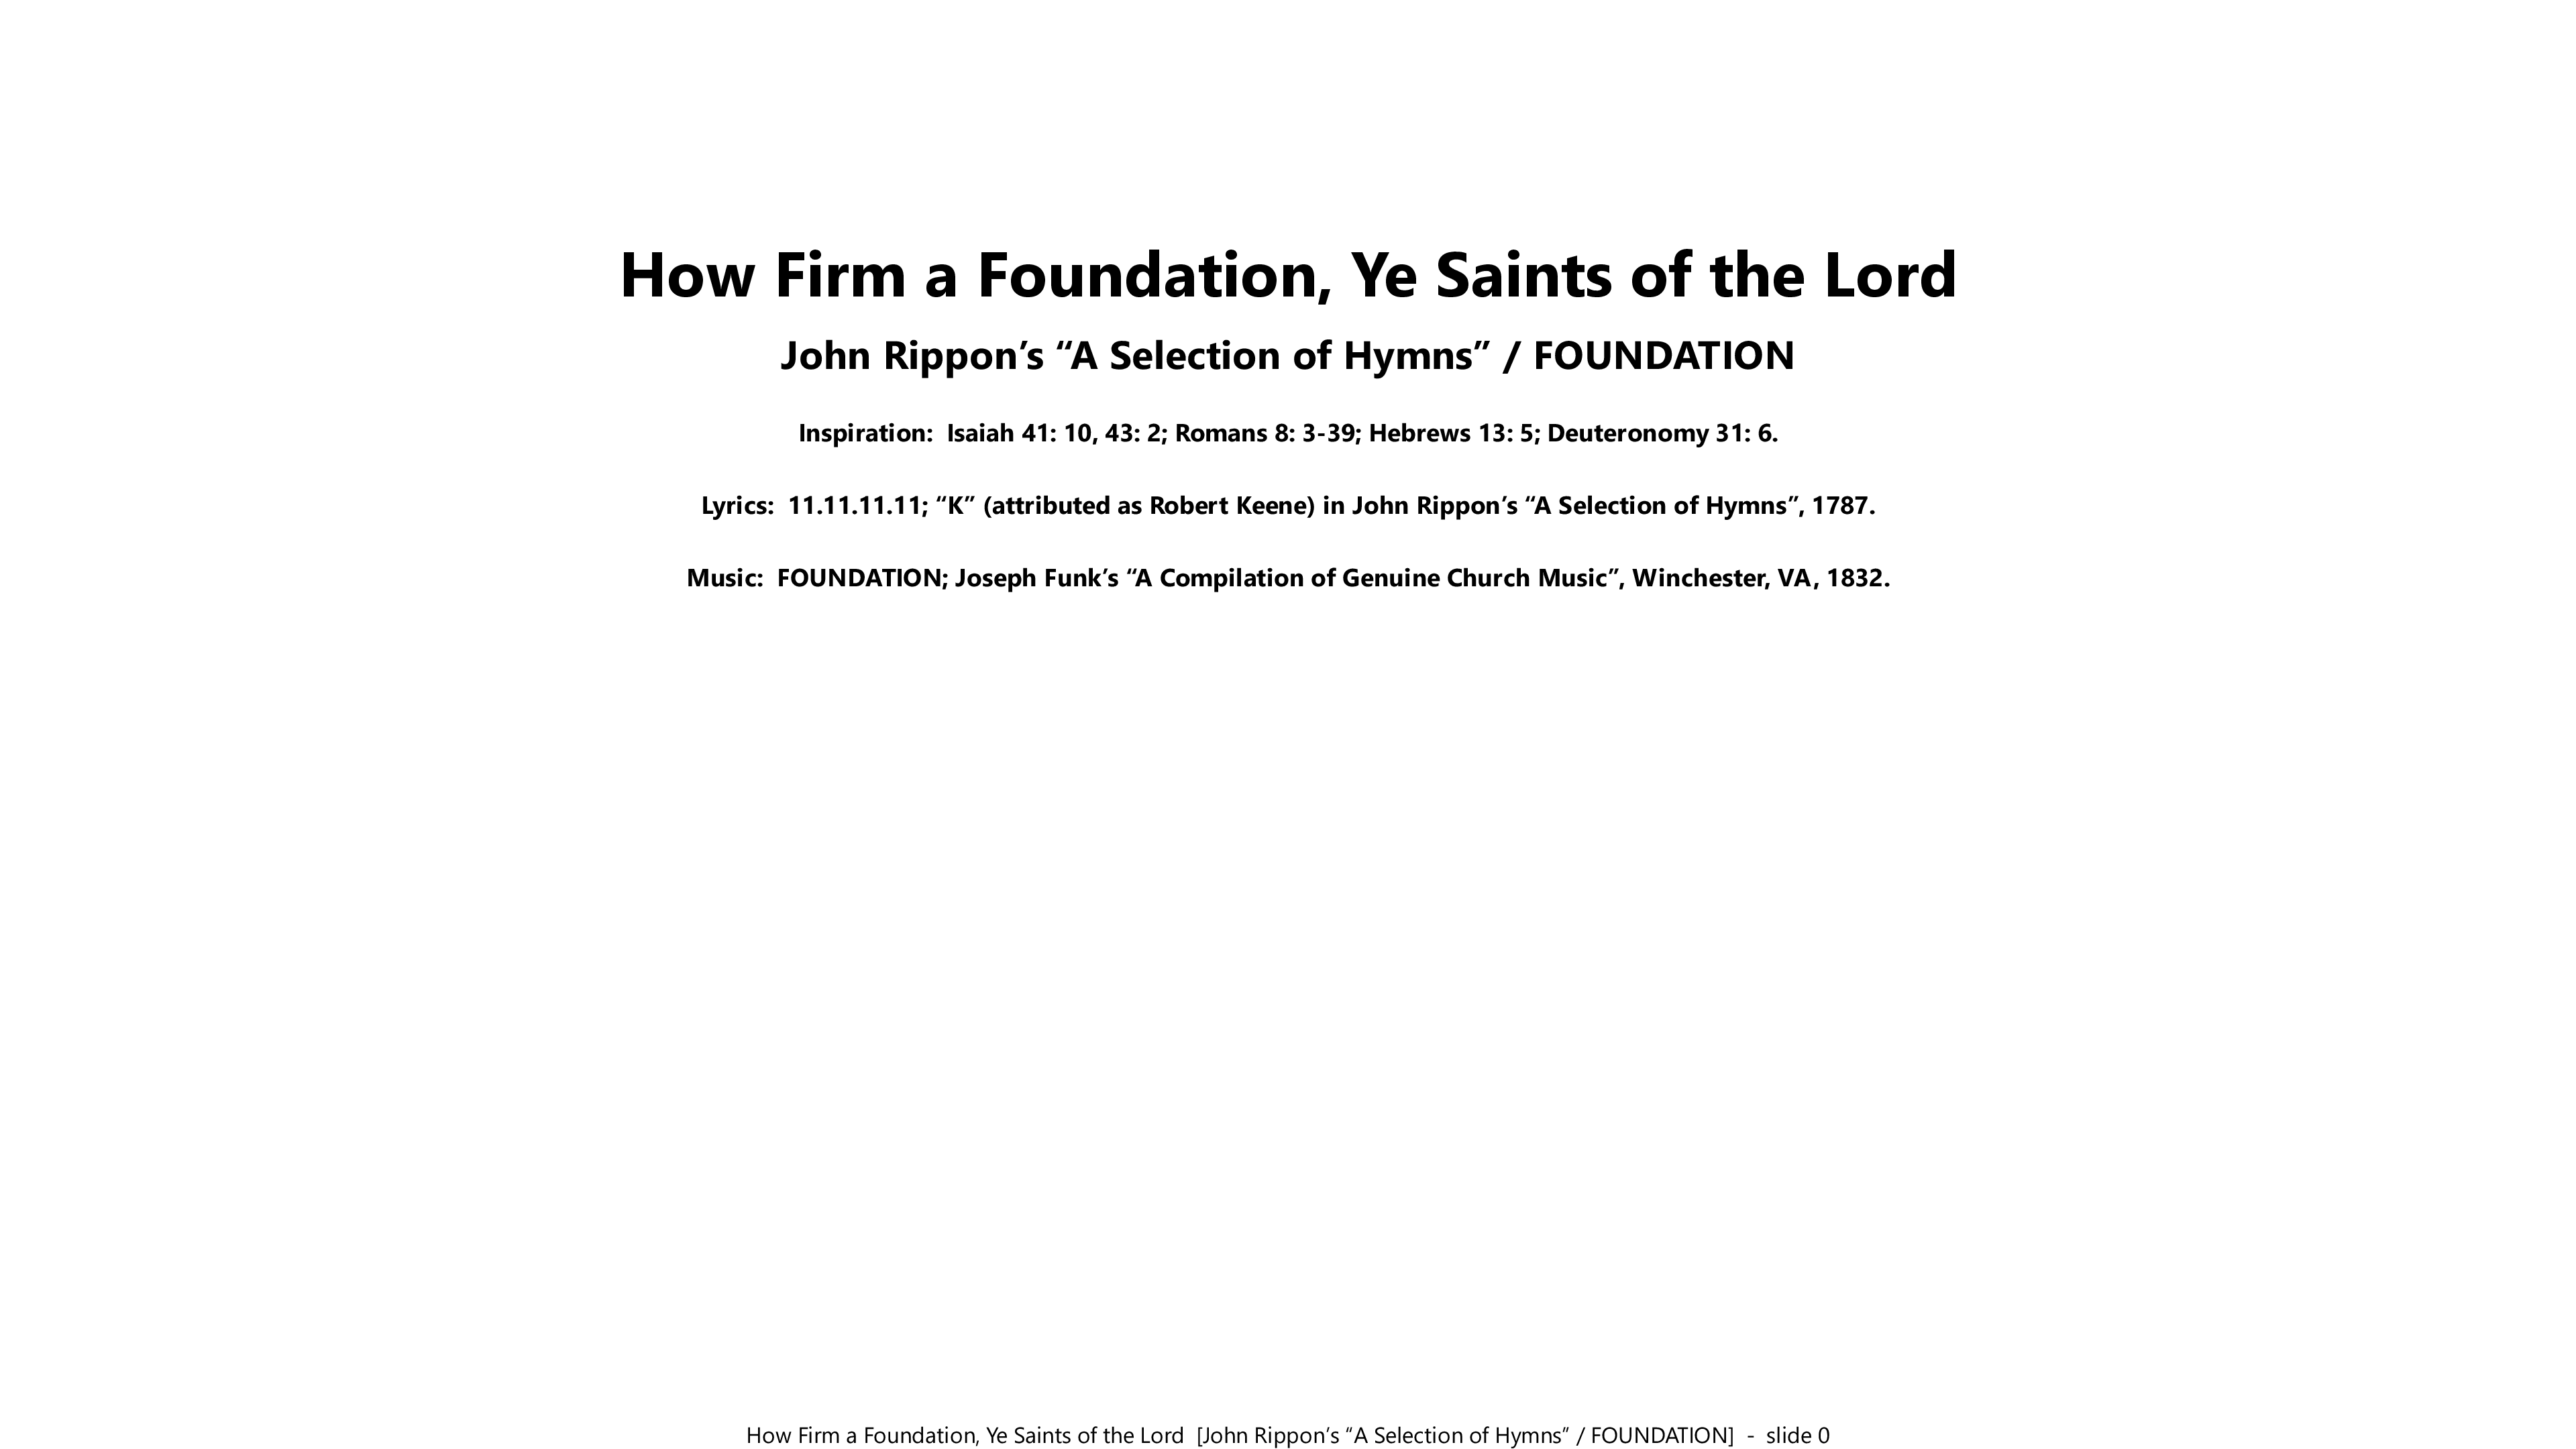 How Firm a Foundation, Ye Saints of the Lord
John Rippon’s “A Selection of Hymns” / FOUNDATION
Inspiration:  Isaiah 41: 10, 43: 2; Romans 8: 3-39; Hebrews 13: 5; Deuteronomy 31: 6.
Lyrics:  11.11.11.11; “K” (attributed as Robert Keene) in John Rippon’s “A Selection of Hymns”, 1787.
Music:  FOUNDATION; Joseph Funk’s “A Compilation of Genuine Church Music”, Winchester, VA, 1832.
How Firm a Foundation, Ye Saints of the Lord  [John Rippon’s “A Selection of Hymns” / FOUNDATION]  -  slide 0